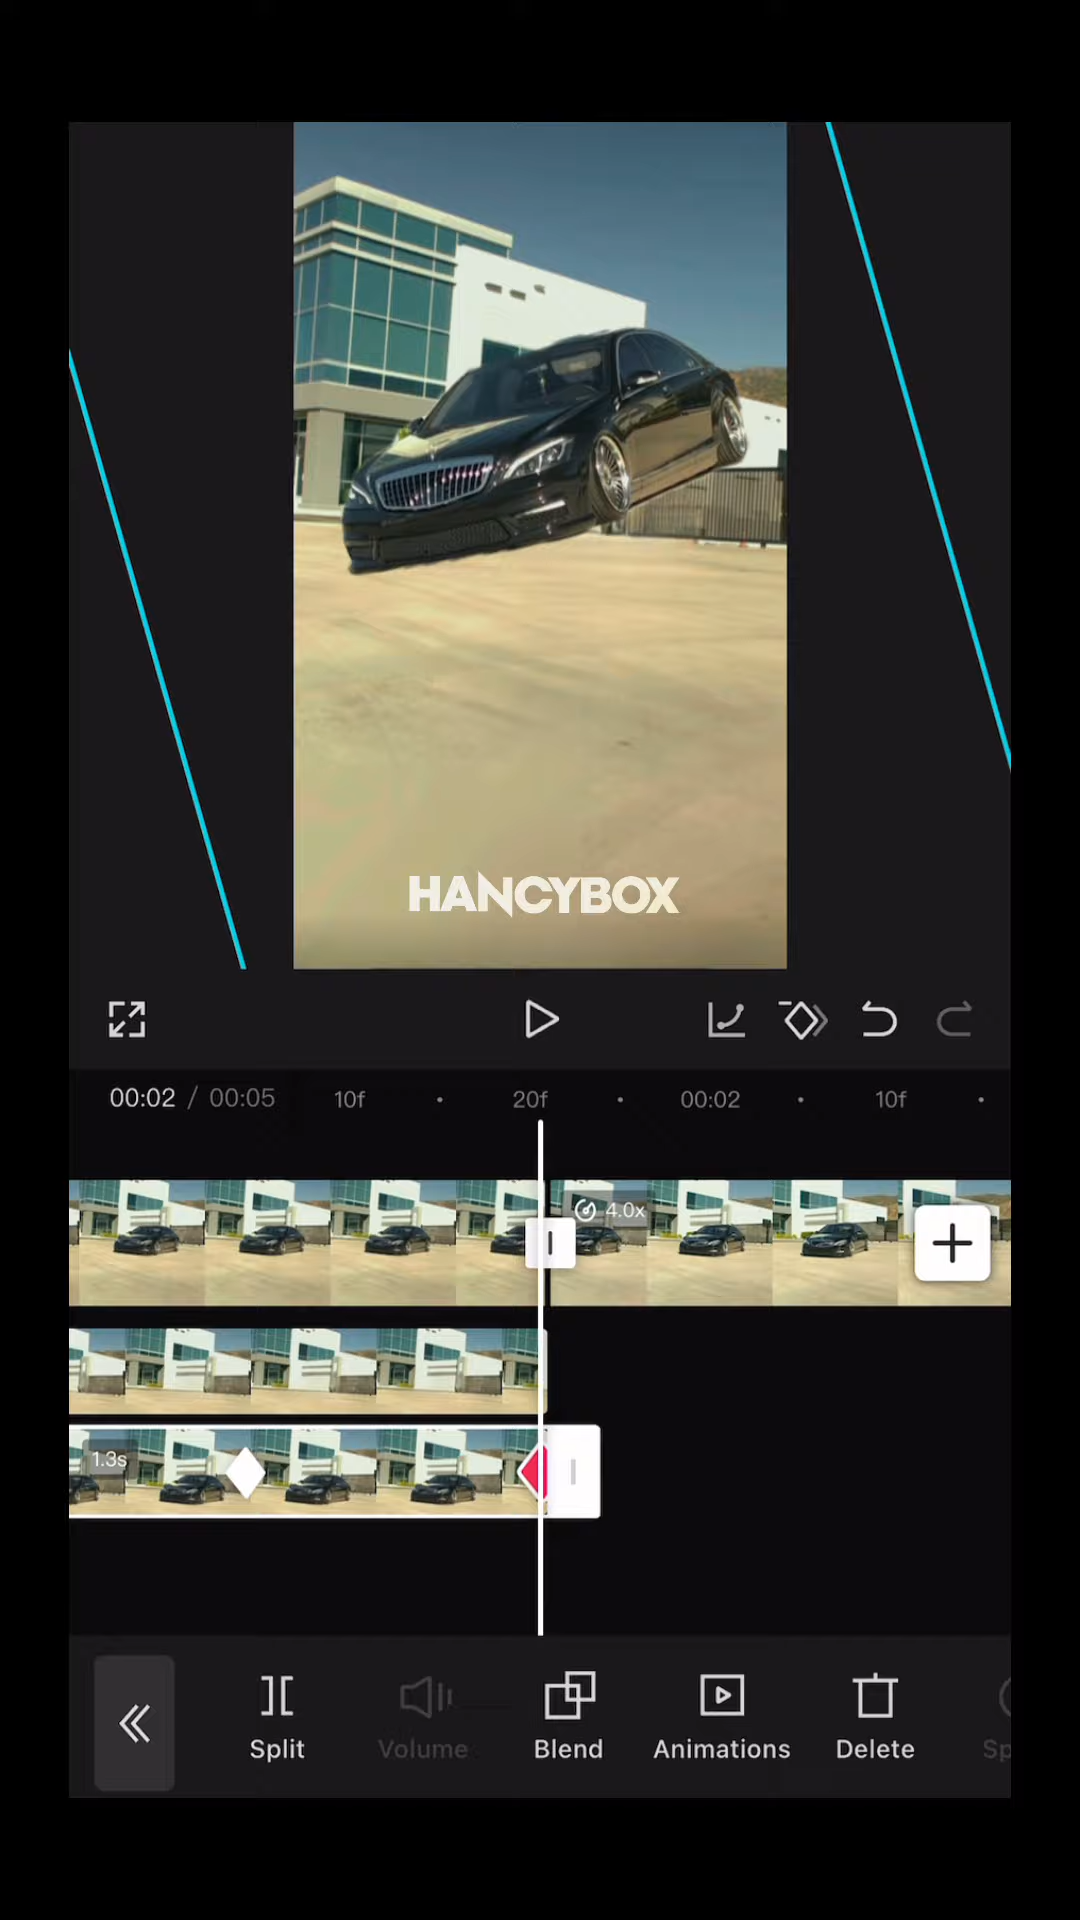 HANCYBOX
00:02 / 00:05 10f 20f 00:02 10f
4.0x
1.3s
Split Volume Blend Animations Delete Sp